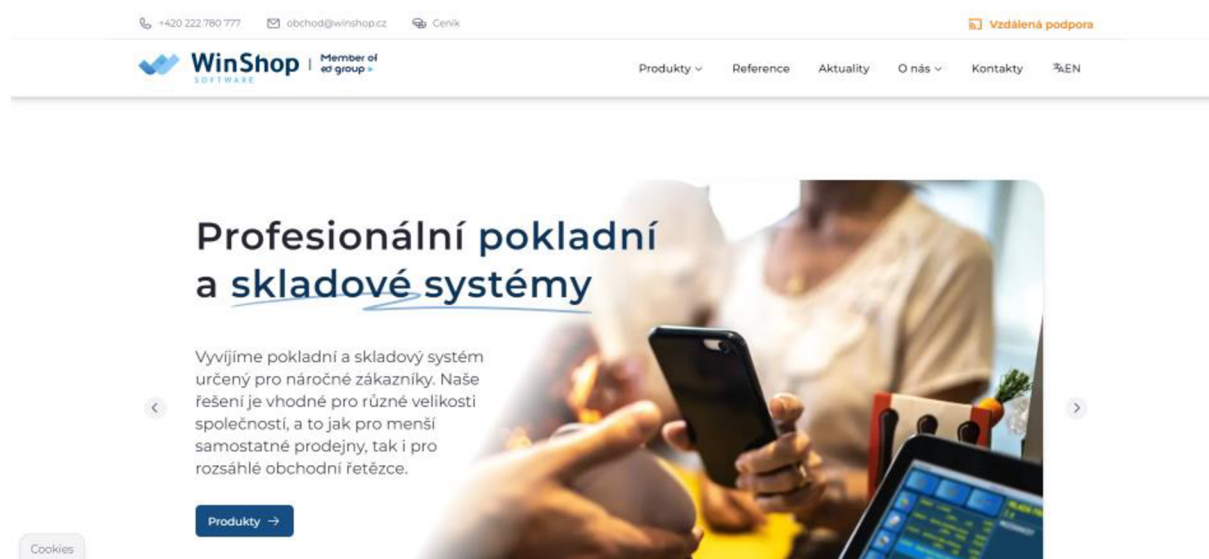 +420 222 780 777
obchod@winshop.cz
Ceník
Vzdálená podpora
WinShop
SOFTWARE
Member of
ed group
Produkty
Reference
Aktuality
O nás
Kontakty
EN
Profesionální pokladní
a skladové systémy
Vyvíjíme pokladní a skladový systém
určený pro náročné zákazníky. Naše
řešení je vhodné pro různé velikosti
společností, a to jak pro menší
samostatné prodejny, tak i pro
rozsáhlé obchodní řetězce.
Produkty
Cookies